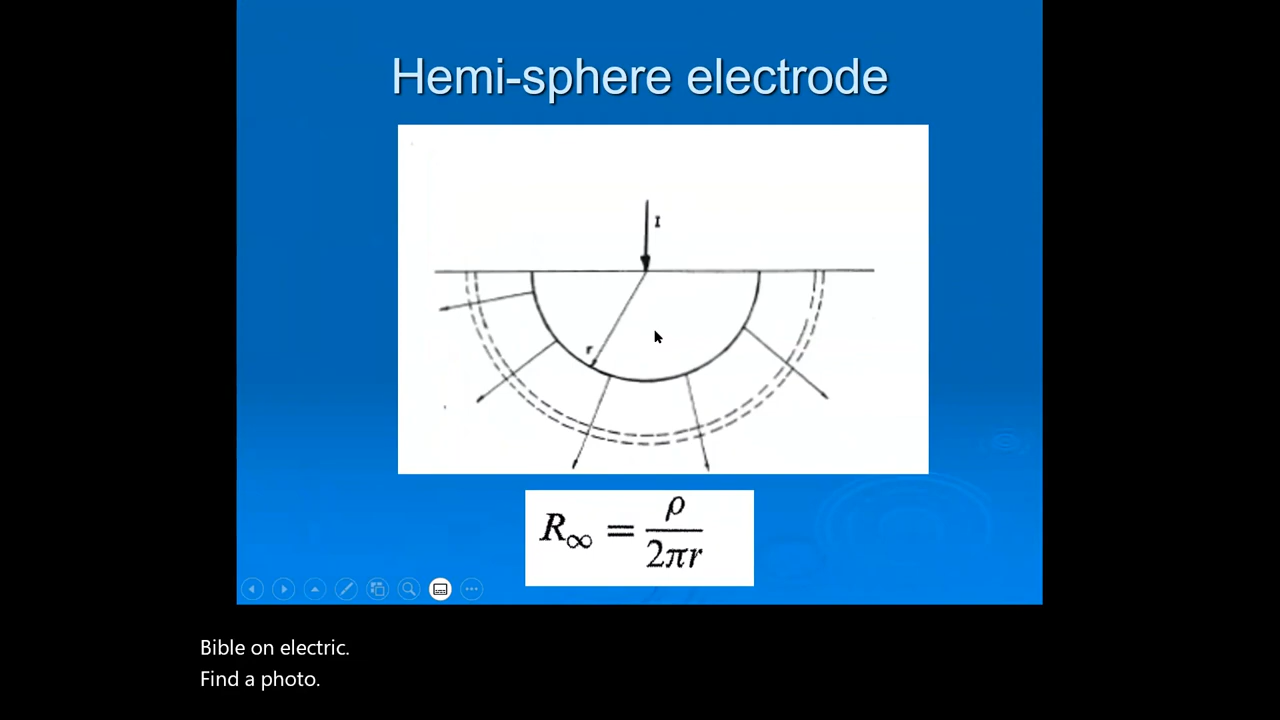 Hemi-sphere electrode
I
r
R∞ = ρ/2πr
Bible on electric.
Find a photo.